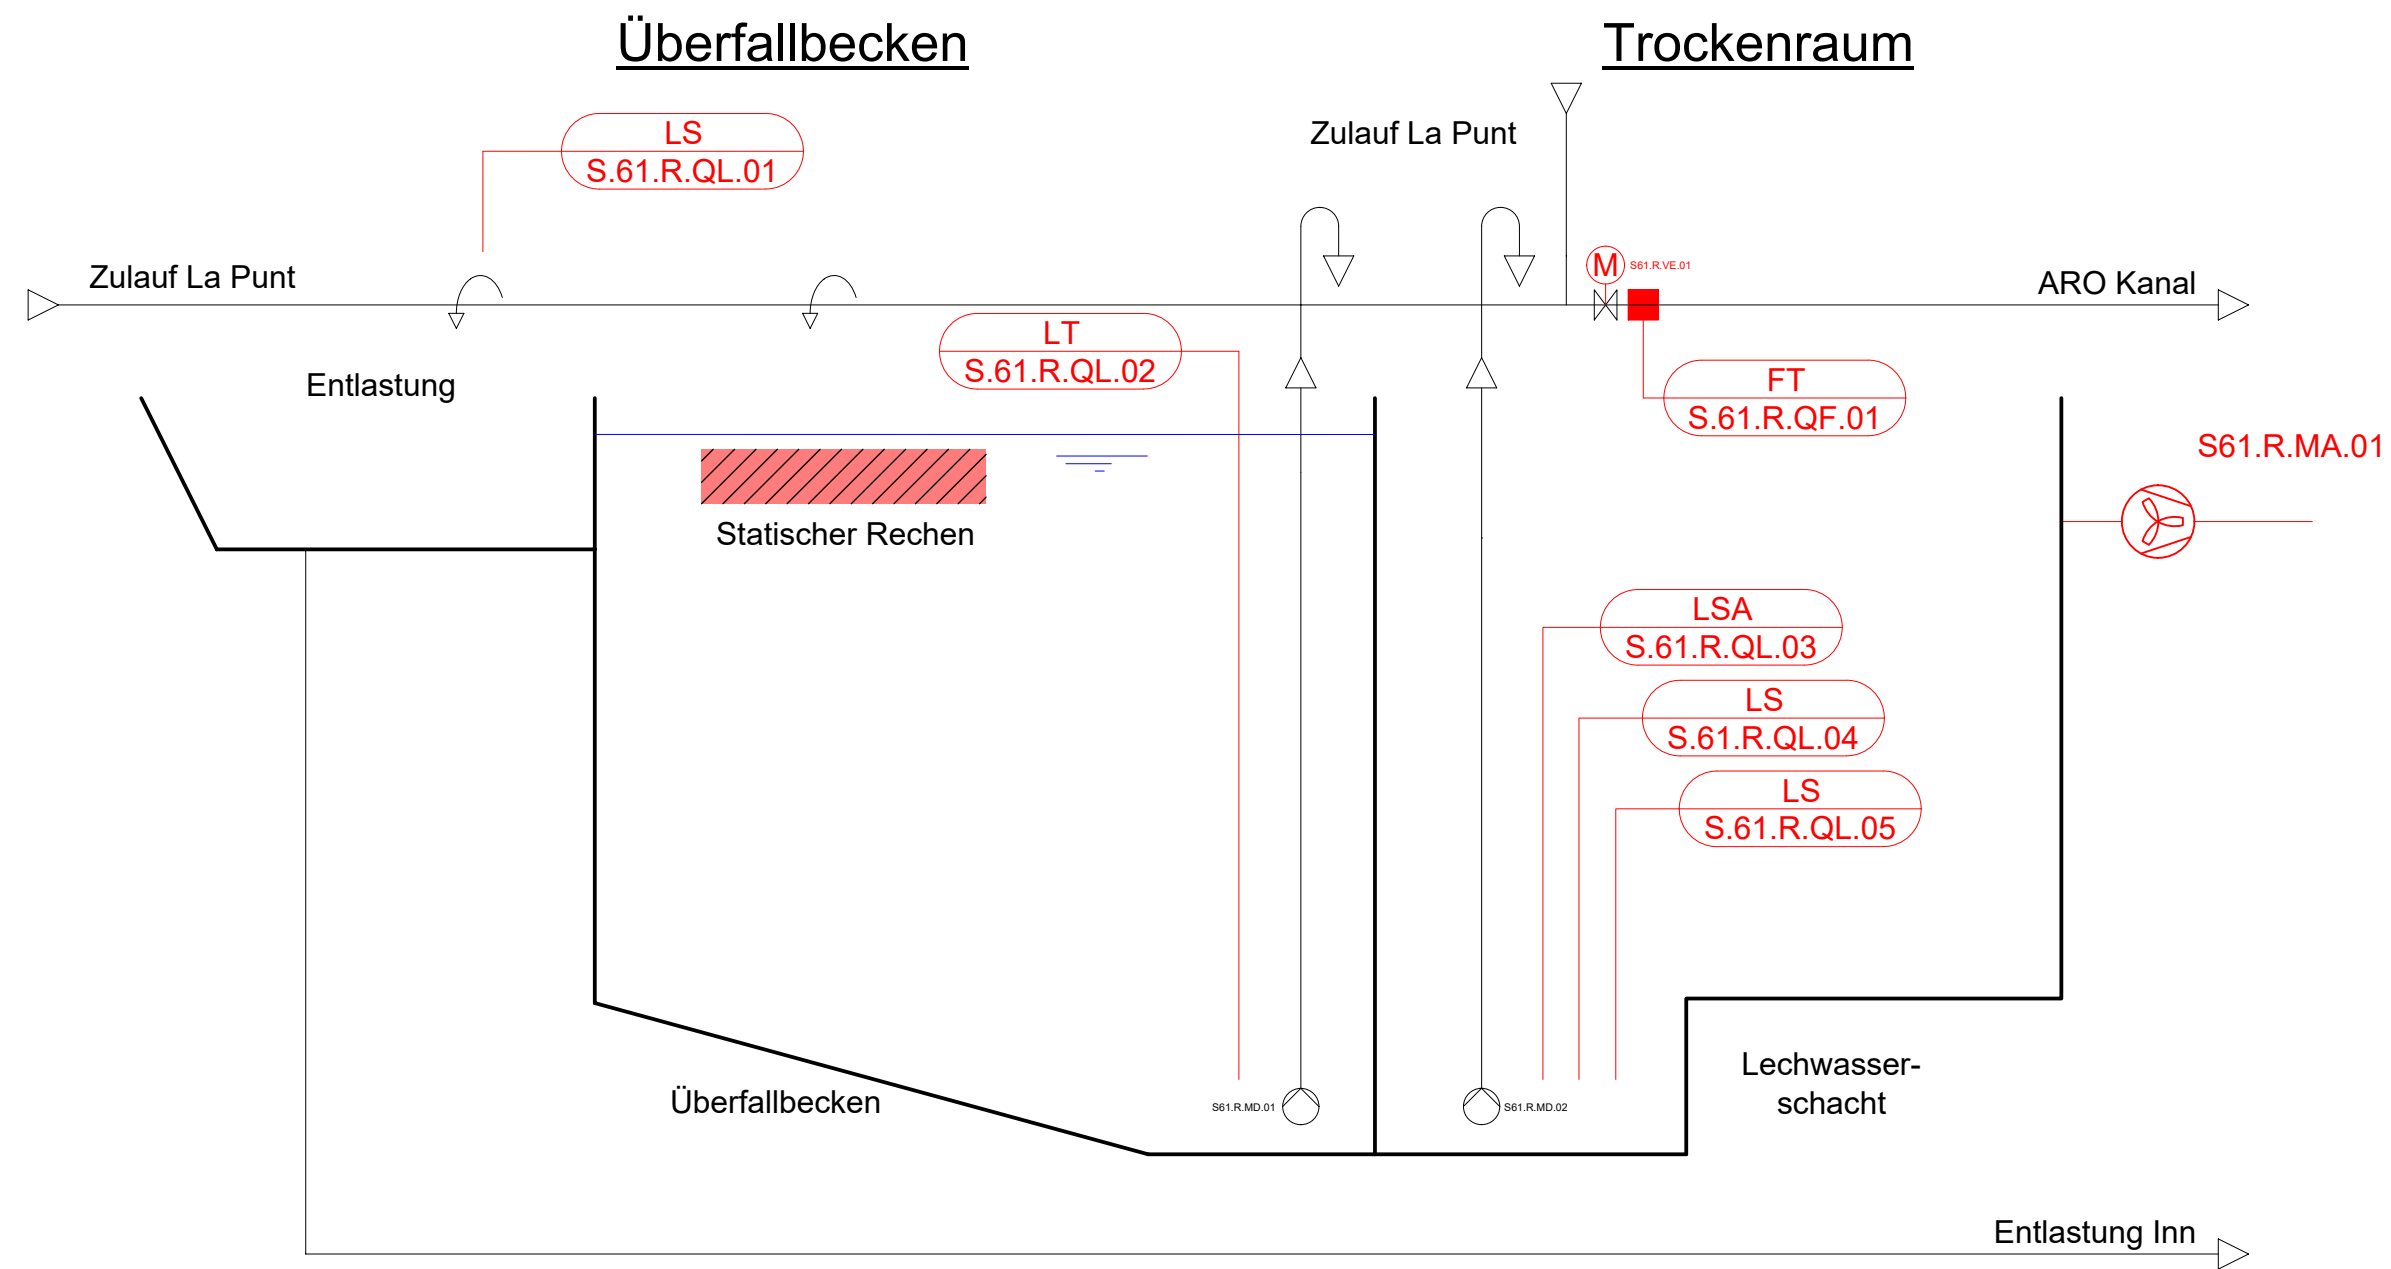 Überfallbecken
Trockenraum
LS
S.61.R.QL.01
Zulauf La Punt
Zulauf La Punt
M
S61.R.VE.01
ARO Kanal
LT
S.61.R.QL.02
Entlastung
FT
S.61.R.QF.01
S61.R.MA.01
Statischer Rechen
LSA
S.61.R.QL.03
LS
S.61.R.QL.04
LS
S.61.R.QL.05
Lechwasser-
schacht
Überfallbecken
S61.R.MD.01
S61.R.MD.02
Entlastung Inn